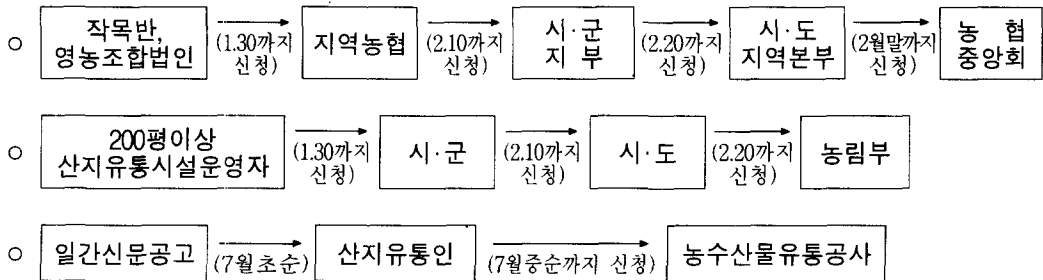 ○ 작목반, 영농조합법인 (1.30까지 신청) 지역농협 (2.10까지 신청) 시·군 지부 (2.20까지 신청) 시·도 지역본부 (2월말까지 신청) 농협 중앙회
○ 200평이상 산지유통시설운영자 (1.30까지 신청) 시·군 (2.10까지 신청) 시·도 (2.20까지 신청) 농림부
○ 일간신문공고 (7월초순) 산지유통인 (7월중순까지 신청) 농수산물유통공사